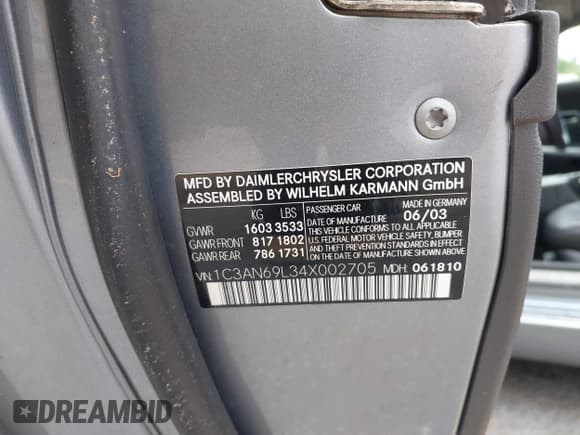 MFD BY DAIMLERCHRYSLER CORPORATION
ASSEMBLED BY WILHELM KARMANN GmbH
KG LBS
GVWR 1603 3533
GAWR FRONT 817 1802
GAWR REAR 786 1731
PASSENGER CAR MADE IN GERMANY
DATE OF MANUFACTURE 06/03
THIS VEHICLE CONFORMS TO ALL APPLICABLE
U.S. FEDERAL MOTOR VEHICLE SAFETY, BUMPER
AND THEFT PREVENTION STANDARDS IN EFFECT
ON THE DATE OF MANUFACTURE SHOWN ABOVE.
VIN 1C3AN69L34X002705 MDH: 061810
DREAMBID